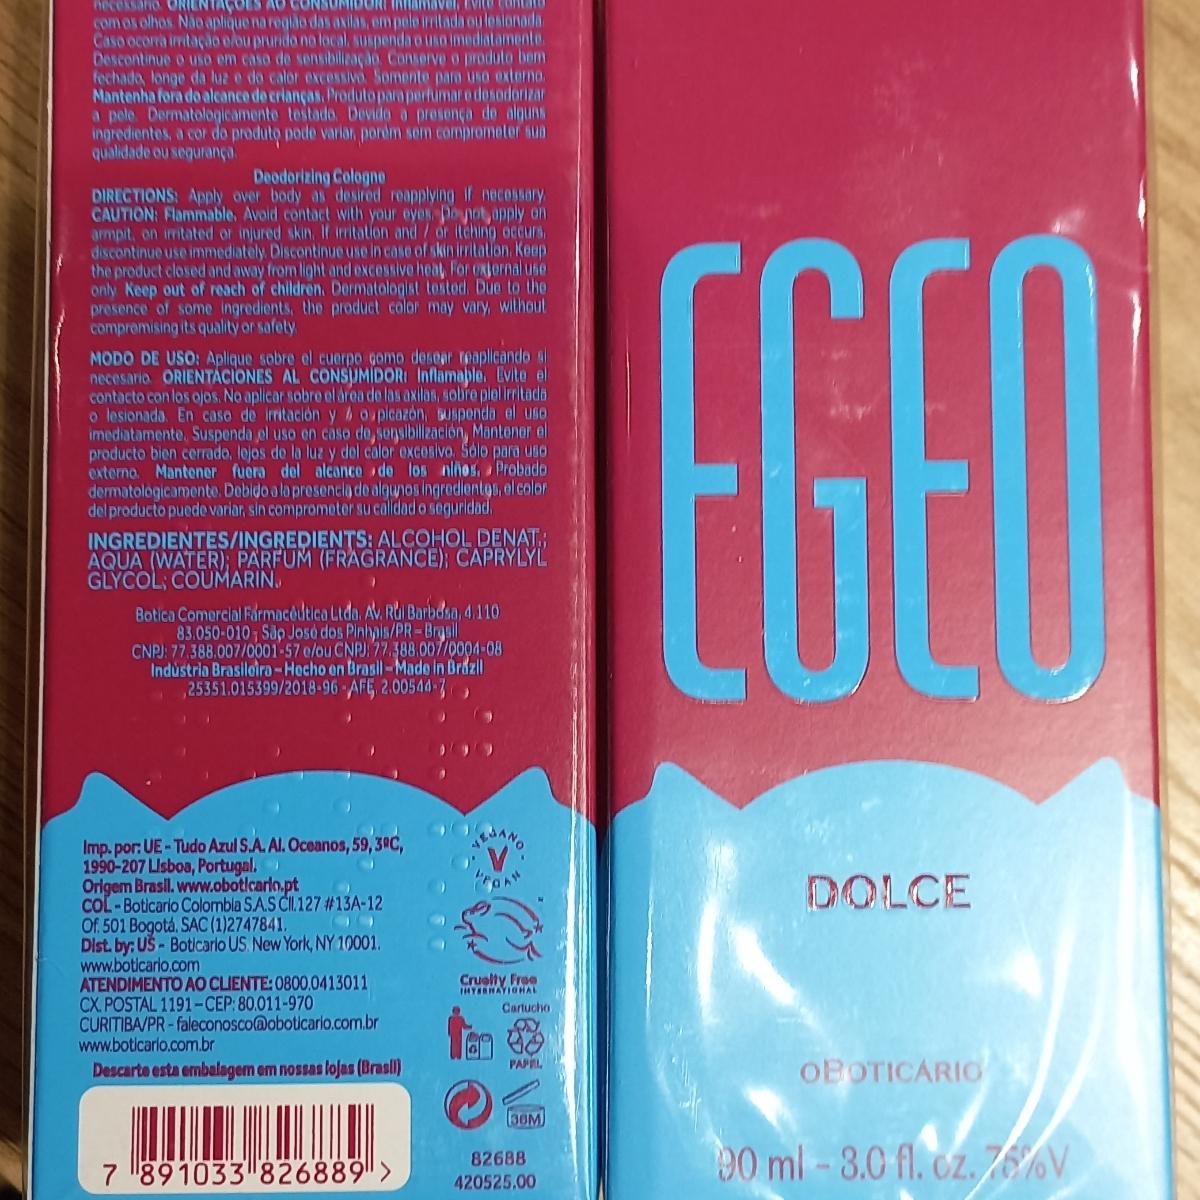 necessário. ORIENTAÇÕES AO CONSUMIDOR: Inflamável. Evite contato
com os olhos. Não aplique na região das axilas, em pele irritada ou lesionada.
Caso ocorra irritação e/ou prurido no local, suspenda o uso imediatamente.
Descontinue o uso em caso de sensibilização. Conserve o produto bem
fechado, longe da luz e do calor excessivo. Somente para uso externo.
Mantenha fora do alcance de crianças. Produto para perfumar e desodorizar
a pele. Dermatologicamente testado. Devido a presença de alguns
ingredientes, a cor do produto pode variar, porém sem comprometer sua
qualidade ou segurança.
Deodorizing Cologne
DIRECTIONS: Apply over body as desired reapplying if necessary.
CAUTION: Flammable. Avoid contact with your eyes. Do not apply on
armpit, on irritated or injured skin. If irritation and / or itching occurs,
discontinue use immediately. Discontinue use in case of skin irritation. Keep
the product closed and away from light and excessive heat. For external use
only. Keep out of reach of children. Dermatologist tested. Due to the
presence of some ingredients, the product color may vary, without
compromising its quality or safety.
MODO DE USO: Aplique sobre el cuerpo como desear reaplicando si
necesario. ORIENTACIONES AL CONSUMIDOR: Inflamable. Evite el
contacto con los ojos. No aplicar sobre el área de las axilas, sobre piel irritada
o lesionada. En caso de irritación y / o picazón, suspenda el uso
imediatamente. Suspenda el uso en caso de sensibilización. Mantener el
producto bien cerrado, lejos de la luz y del calor excesivo. Sólo para uso
externo. Mantener fuera del alcance de los niños. Probado
dermatológicamente. Debido a la presencia de algunos ingredientes, el color
del producto puede variar, sin comprometer su calidad o seguridad.
INGREDIENTES/INGREDIENTS: ALCOHOL DENAT.;
AQUA (WATER); PARFUM (FRAGRANCE); CAPRYLYL
GLYCOL; COUMARIN.
Botica Comercial Farmacêutica Ltda. Av. Rui Barbosa, 4.110
83.050-010 - São José dos Pinhais/PR – Brasil
CNPJ: 77.388.007/0001-57 e/ou CNPJ: 77.388.007/0004-08
Indústria Brasileira – Hecho en Brasil – Made in Brazil
25351.015399/2018-96 - AFE 2.00544-7
Imp. por: UE - Tudo Azul S.A. Al. Oceanos, 59, 3ºC,
1990-207 Lisboa, Portugal.
Origem Brasil. www.oboticario.pt
COL - Boticario Colombia S.A.S Cll.127 #13A-12
Of. 501 Bogotá. SAC (1)2747841.
Dist. by: US - Boticario US. New York, NY 10001.
www.boticario.com
ATENDIMENTO AO CLIENTE: 0800.0413011
CX. POSTAL 1191 – CEP: 80.011-970
CURITIBA/PR - faleconosco@oboticario.com.br
www.boticario.com.br
Descarte esta embalagem em nossas lojas (Brasil)
7 891033 826889 >
VEGANO
V
VEGAN
Cruelty Free
INTERNATIONAL
Cartucho
PAPEL
36M
82688
420525.00
EGEO
DOLCE
oBOTICÁRIO
90 ml - 3.0 fl. oz. 75%V